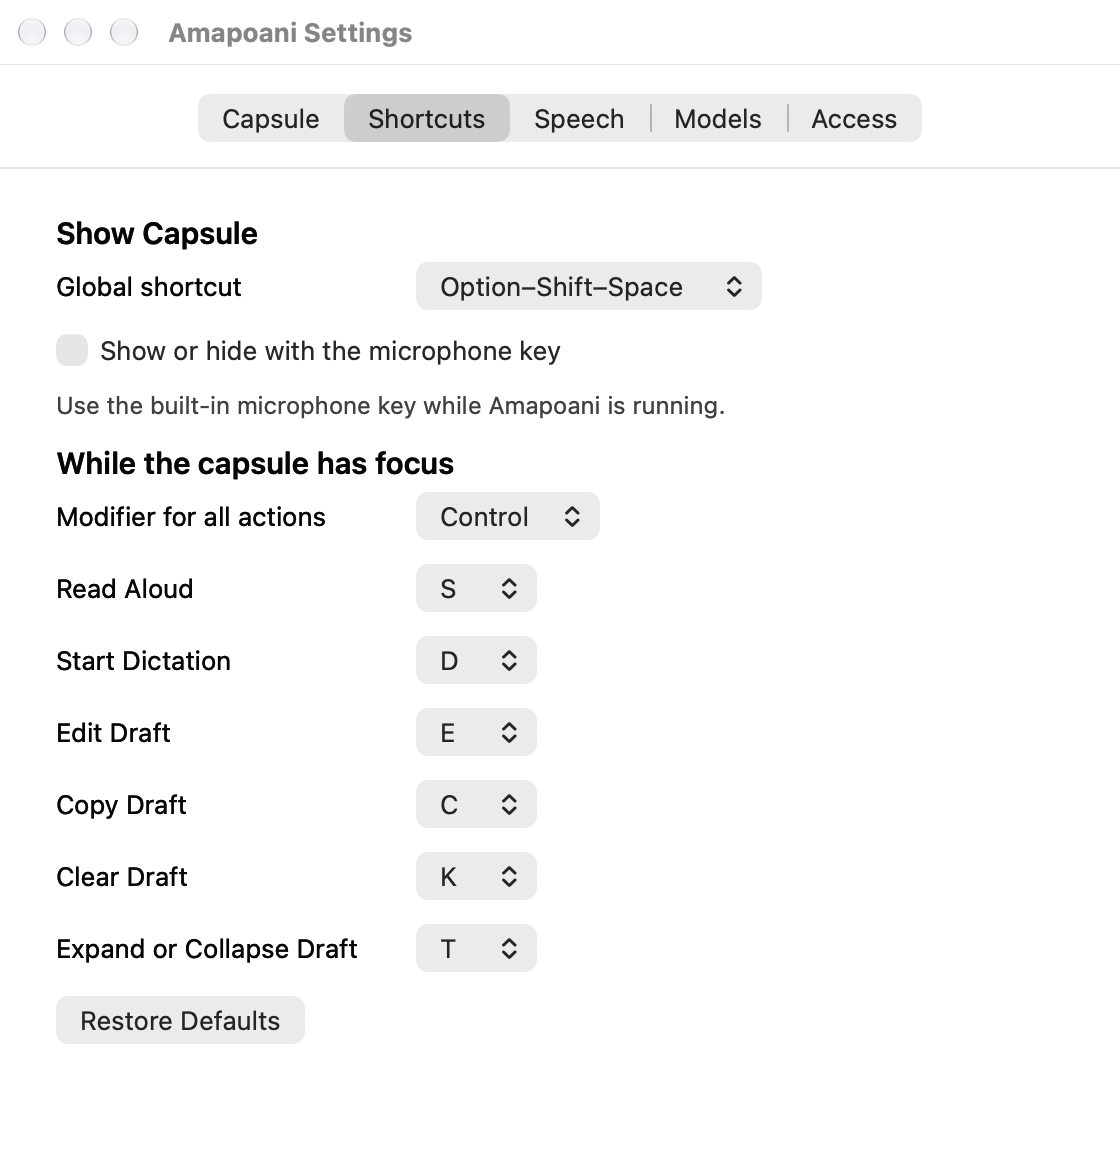 Amapoani Settings
Capsule Shortcuts Speech Models Access
Show Capsule
Global shortcut Option–Shift–Space
Show or hide with the microphone key
Use the built-in microphone key while Amapoani is running.
While the capsule has focus
Modifier for all actions Control
Read Aloud S
Start Dictation D
Edit Draft E
Copy Draft C
Clear Draft K
Expand or Collapse Draft T
Restore Defaults